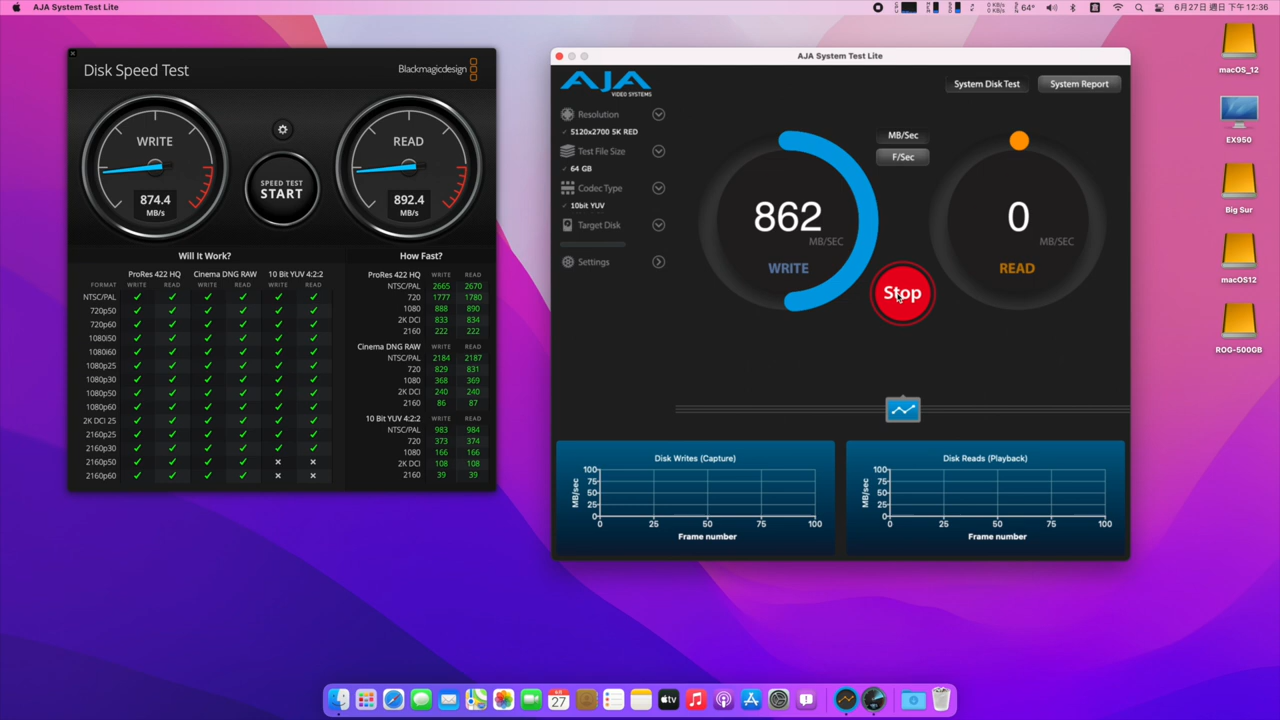 AJA System Test Lite
64°
6月27日 週日 下午 12:36
Disk Speed Test
Blackmagicdesign
WRITE
874.4
MB/s
SPEED TEST
START
READ
892.4
MB/s
Will It Work?
ProRes 422 HQ Cinema DNG RAW 10 Bit YUV 4:2:2
FORMAT WRITE READ WRITE READ WRITE READ
NTSC/PAL ✓ ✓ ✓ ✓ ✓ ✓
720p50 ✓ ✓ ✓ ✓ ✓ ✓
720p60 ✓ ✓ ✓ ✓ ✓ ✓
1080i50 ✓ ✓ ✓ ✓ ✓ ✓
1080i60 ✓ ✓ ✓ ✓ ✓ ✓
1080p25 ✓ ✓ ✓ ✓ ✓ ✓
1080p30 ✓ ✓ ✓ ✓ ✓ ✓
1080p50 ✓ ✓ ✓ ✓ ✓ ✓
1080p60 ✓ ✓ ✓ ✓ ✓ ✓
2K DCI 25 ✓ ✓ ✓ ✓ ✓ ✓
2160p25 ✓ ✓ ✓ ✓ ✓ ✓
2160p30 ✓ ✓ ✓ ✓ ✓ ✓
2160p50 ✓ ✓ ✓ ✓ × ×
2160p60 ✓ ✓ ✓ ✓ × ×
How Fast?
ProRes 422 HQ WRITE READ
NTSC/PAL 2665 2670
720 1777 1780
1080 888 890
2K DCI 833 834
2160 222 222
Cinema DNG RAW WRITE READ
NTSC/PAL 2184 2187
720 829 831
1080 368 369
2K DCI 240 240
2160 86 87
10 Bit YUV 4:2:2 WRITE READ
NTSC/PAL 983 984
720 373 374
1080 166 166
2K DCI 108 108
2160 39 39
AJA System Test Lite
AJA
VIDEO SYSTEMS
System Disk Test
System Report
Resolution
✓ 5120x2700 5K RED
Test File Size
✓ 64 GB
Codec Type
✓ 10bit YUV
Target Disk
Settings
MB/Sec
F/Sec
862
MB/SEC
WRITE
Stop
0
MB/SEC
READ
Disk Writes (Capture)
MB/sec
100
75
50
25
0
0 25 50 75 100
Frame number
Disk Reads (Playback)
MB/sec
100
75
50
25
0
0 25 50 75 100
Frame number
macOS_12
EX950
Big Sur
macOS12
ROG-500GB
27
tv